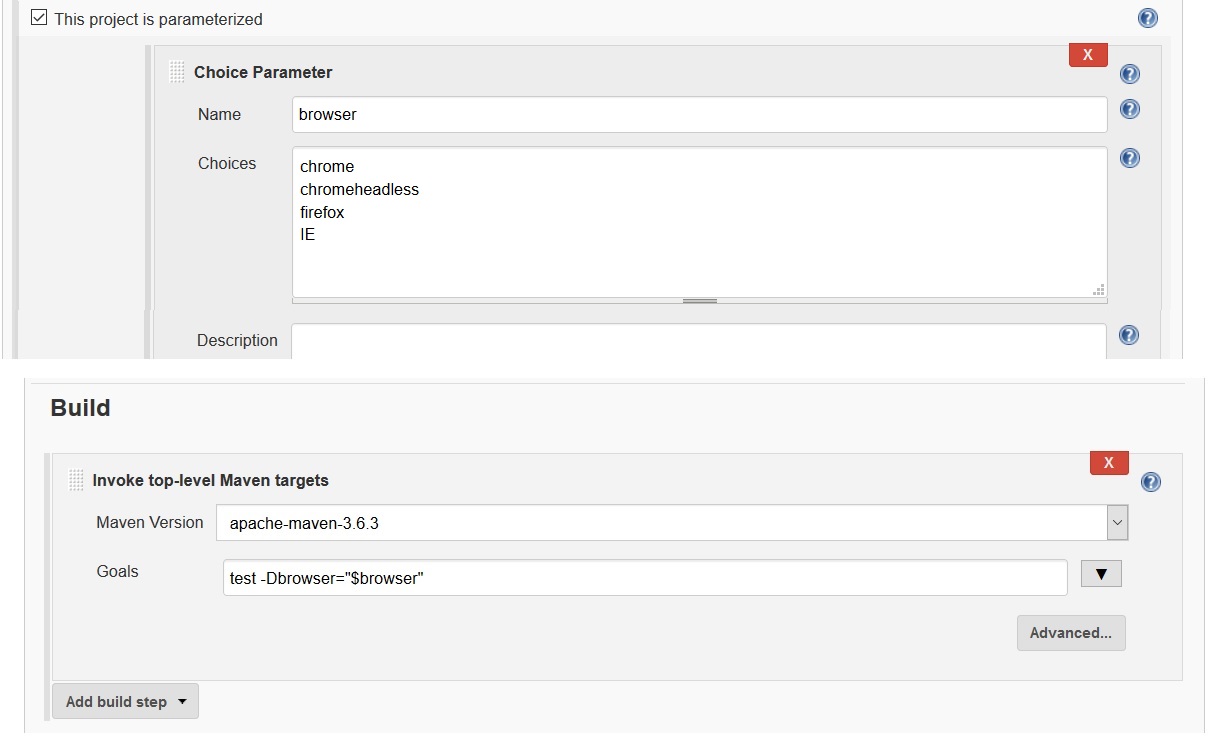 This project is parameterized
?
X
Choice Parameter
?
Name
browser
?
Choices
chrome
chromeheadless
firefox
IE
?
Description
?
Build
X
Invoke top-level Maven targets
?
Maven Version
apache-maven-3.6.3
Goals
test -Dbrowser="$browser"
Advanced...
Add build step